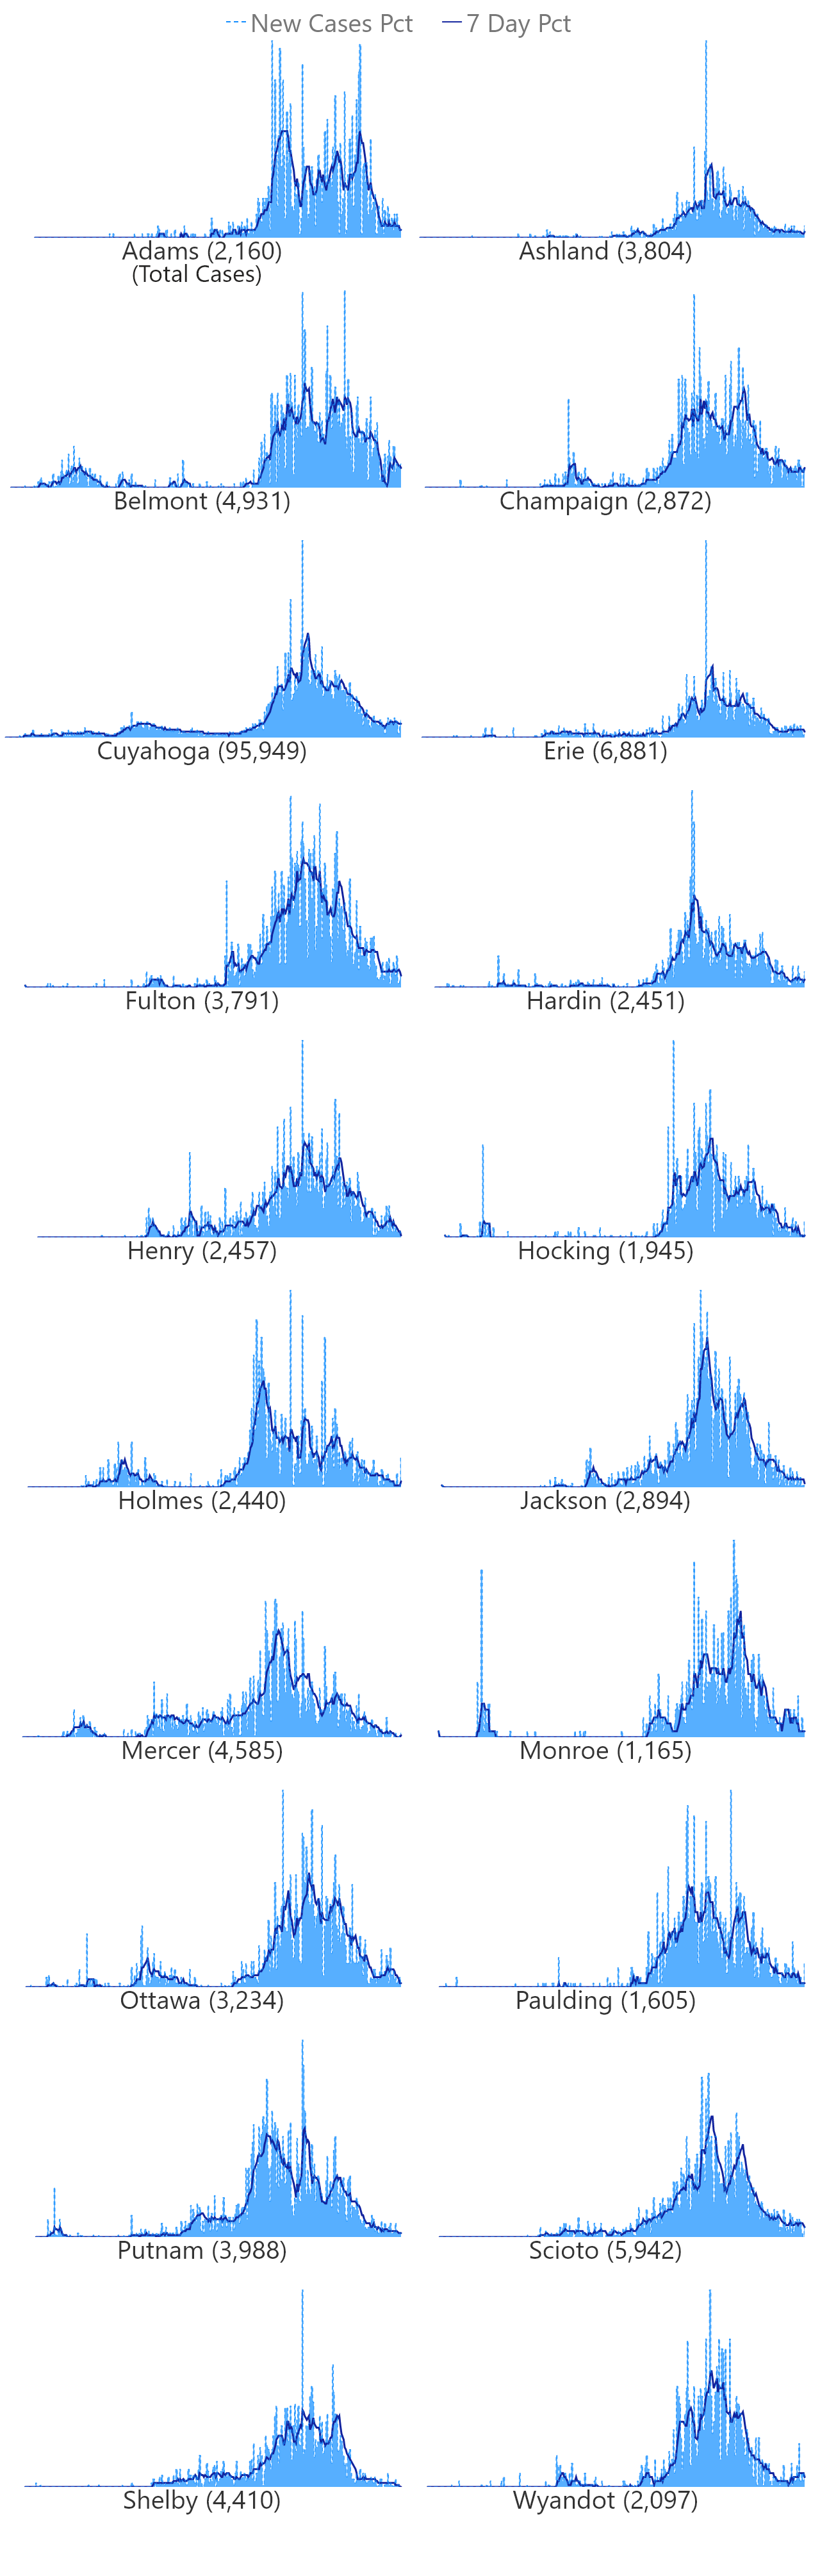 New Cases Pct 7 Day Pct
Adams (2,160) Ashland (3,804)
(Total Cases)
Belmont (4,931) Champaign (2,872)
Cuyahoga (95,949) Erie (6,881)
Fulton (3,791) Hardin (2,451)
Henry (2,457) Hocking (1,945)
Holmes (2,440) Jackson (2,894)
Mercer (4,585) Monroe (1,165)
Ottawa (3,234) Paulding (1,605)
Putnam (3,988) Scioto (5,942)
Shelby (4,410) Wyandot (2,097)